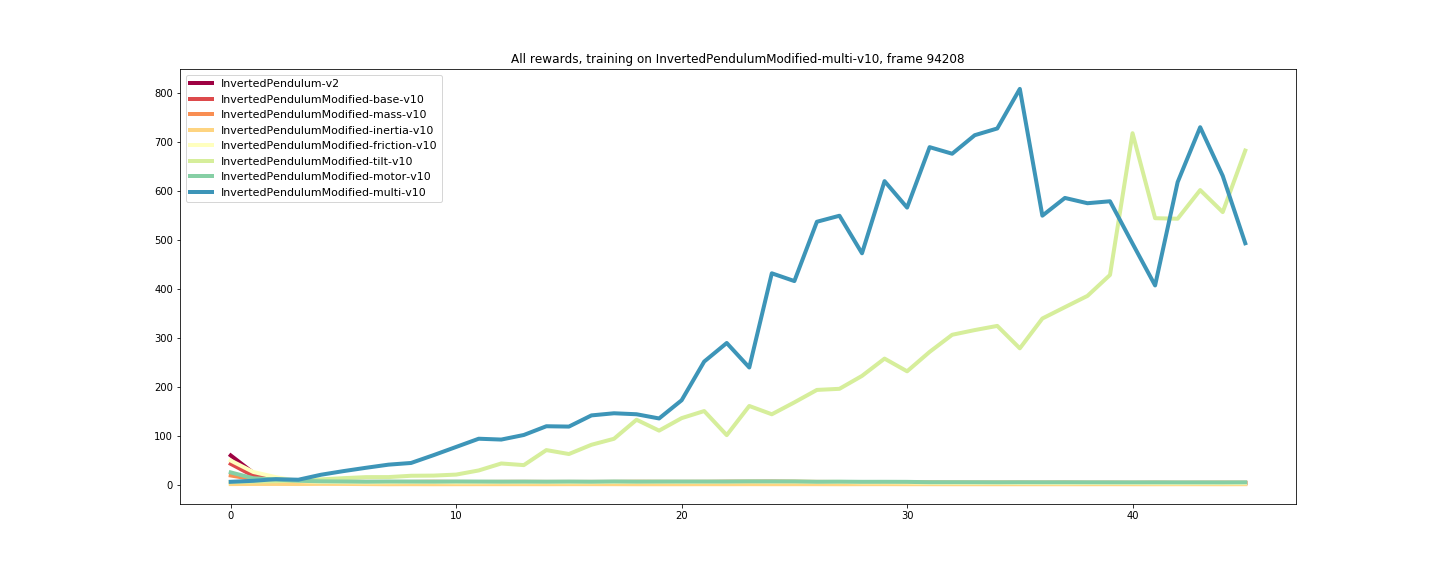 All rewards, training on InvertedPendulumModified-multi-v10, frame 94208
InvertedPendulum-v2
InvertedPendulumModified-base-v10
InvertedPendulumModified-mass-v10
InvertedPendulumModified-inertia-v10
InvertedPendulumModified-friction-v10
InvertedPendulumModified-tilt-v10
InvertedPendulumModified-motor-v10
InvertedPendulumModified-multi-v10
800
700
600
500
400
300
200
100
0
0 10 20 30 40